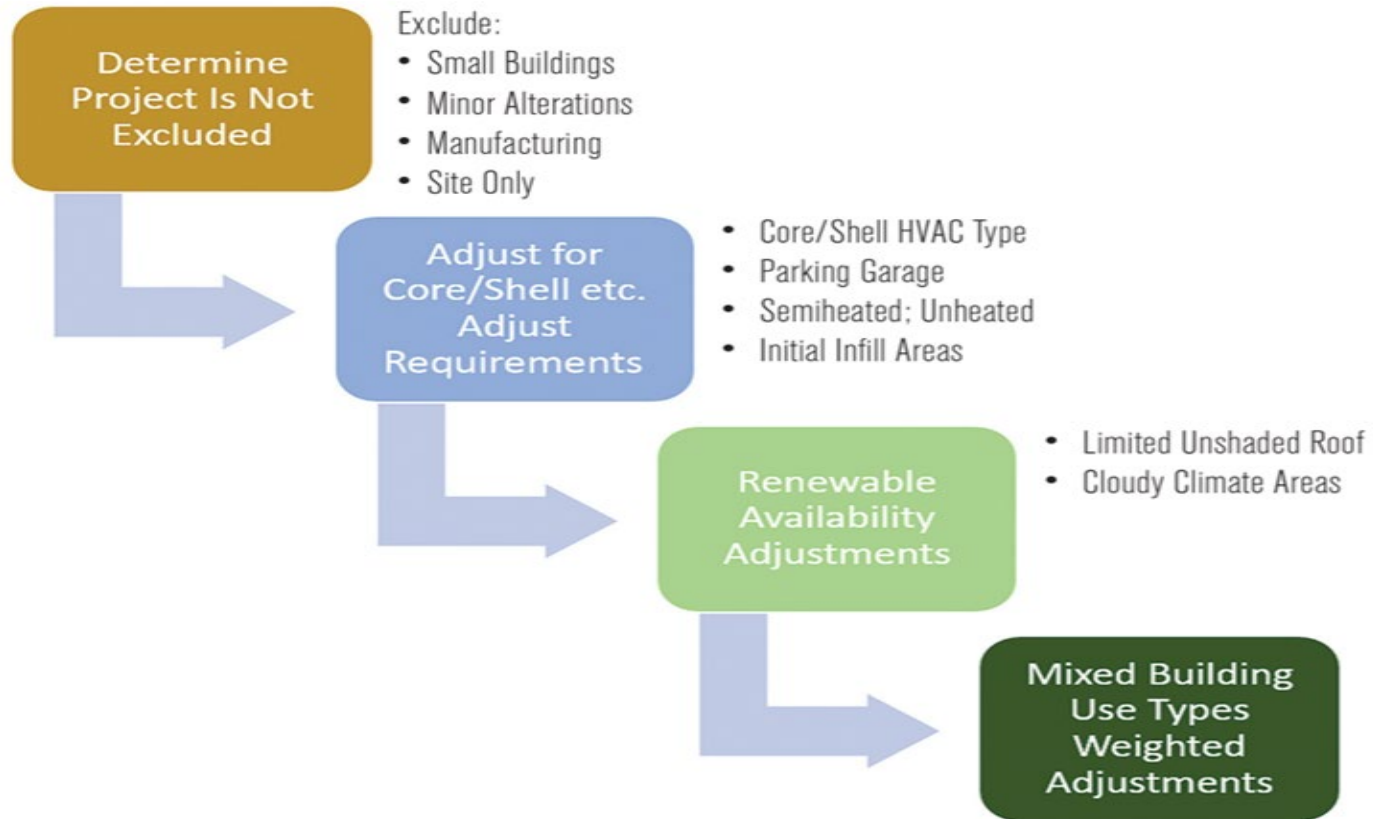 Determine
Project Is Not
Excluded
Exclude:
• Small Buildings
• Minor Alterations
• Manufacturing
• Site Only
Adjust for
Core/Shell etc.
Adjust
Requirements
• Core/Shell HVAC Type
• Parking Garage
• Semiheated; Unheated
• Initial Infill Areas
Renewable
Availability
Adjustments
• Limited Unshaded Roof
• Cloudy Climate Areas
Mixed Building
Use Types
Weighted
Adjustments